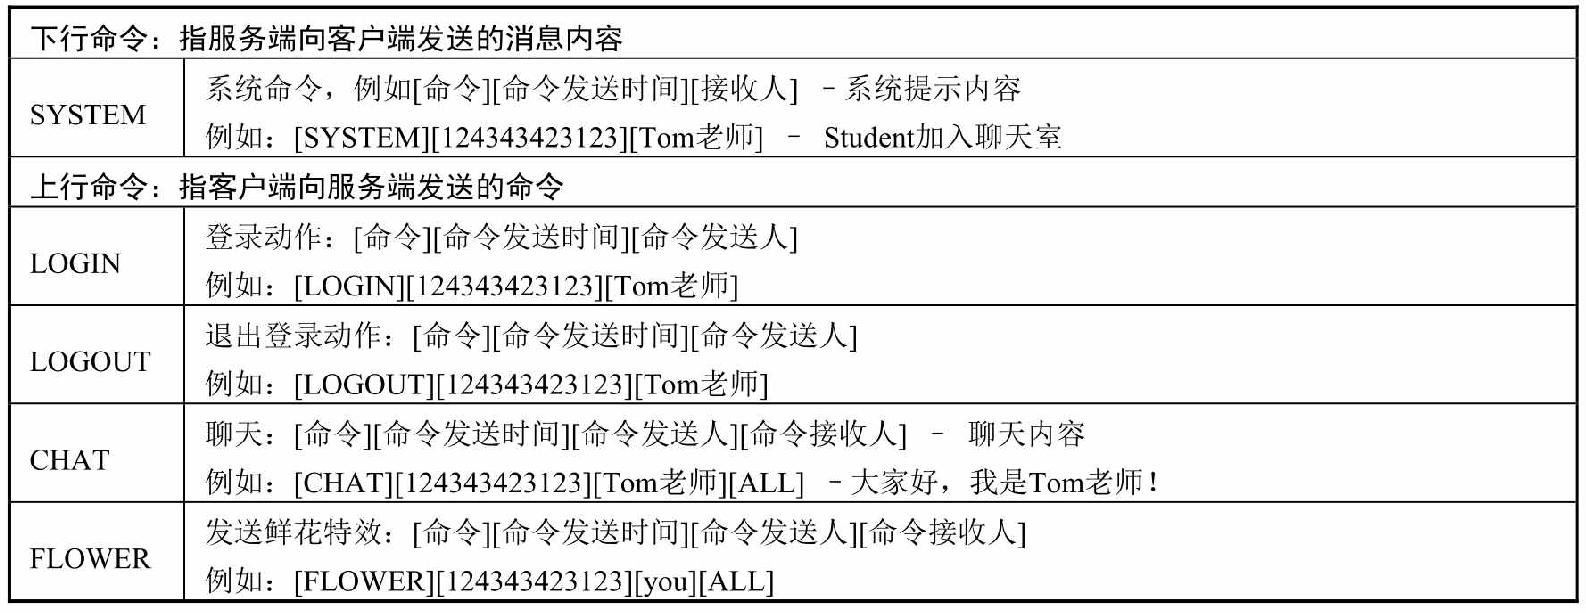 下行命令：指服务端向客户端发送的消息内容
SYSTEM
系统命令，例如[命令][命令发送时间][接收人] –系统提示内容
例如：[SYSTEM][124343423123][Tom老师] – Student加入聊天室
上行命令：指客户端向服务端发送的命令
LOGIN
登录动作：[命令][命令发送时间][命令发送人]
例如：[LOGIN][124343423123][Tom老师]
LOGOUT
退出登录动作：[命令][命令发送时间][命令发送人]
例如：[LOGOUT][124343423123][Tom老师]
CHAT
聊天：[命令][命令发送时间][命令发送人][命令接收人] – 聊天内容
例如：[CHAT][124343423123][Tom老师][ALL] –大家好，我是Tom老师！
FLOWER
发送鲜花特效：[命令][命令发送时间][命令发送人][命令接收人]
例如：[FLOWER][124343423123][you][ALL]